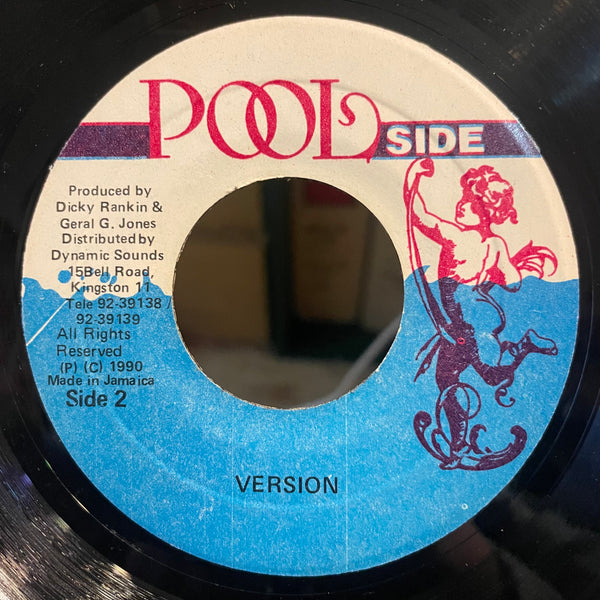 POOL SIDE
Produced by
Dicky Rankin &
Geral G. Jones
Distributed by
Dynamic Sounds
15Bell Road,
Kingston 11
Tele 92-39138 /
92-39139
All Rights
Reserved
(P) (C) 1990
Made in Jamaica
Side 2
VERSION